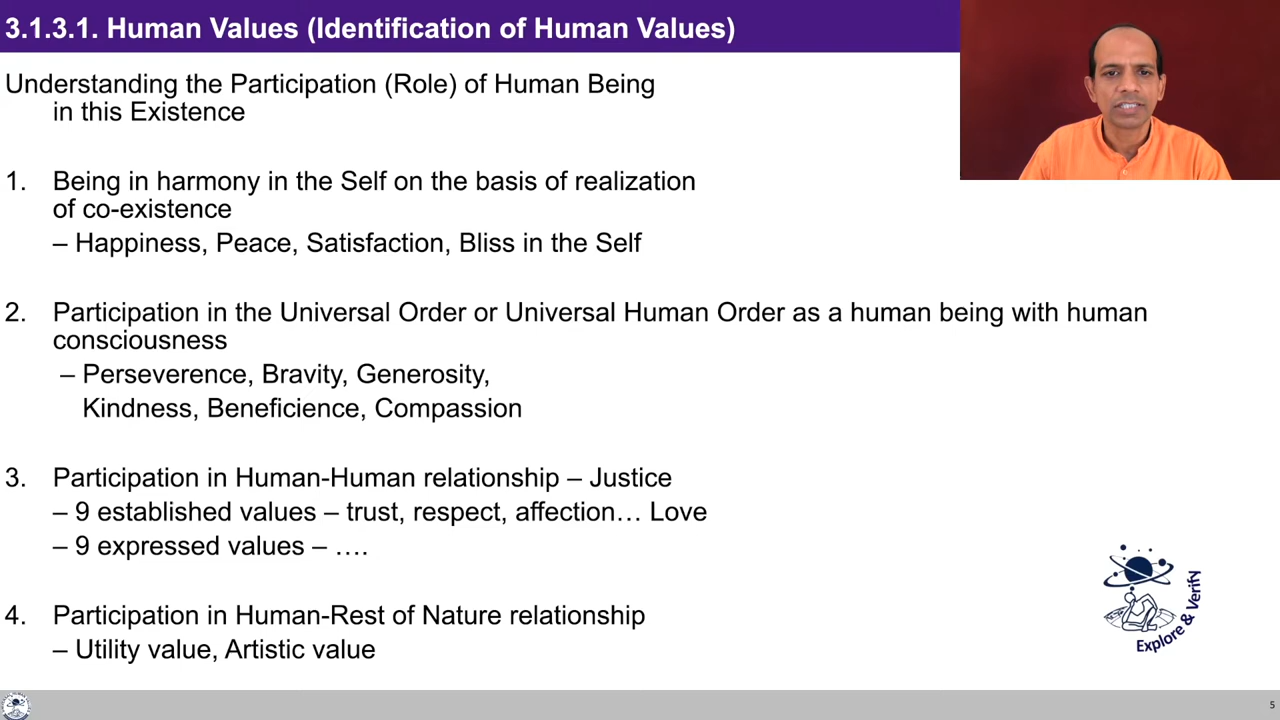 3.1.3.1. Human Values (Identification of Human Values)
Understanding the Participation (Role) of Human Being
in this Existence
1. Being in harmony in the Self on the basis of realization
of co-existence
– Happiness, Peace, Satisfaction, Bliss in the Self
2. Participation in the Universal Order or Universal Human Order as a human being with human
consciousness
– Perseverence, Bravity, Generosity,
Kindness, Beneficience, Compassion
3. Participation in Human-Human relationship – Justice
– 9 established values – trust, respect, affection… Love
– 9 expressed values – ….
4. Participation in Human-Rest of Nature relationship
– Utility value, Artistic value
Explore & Verify
5